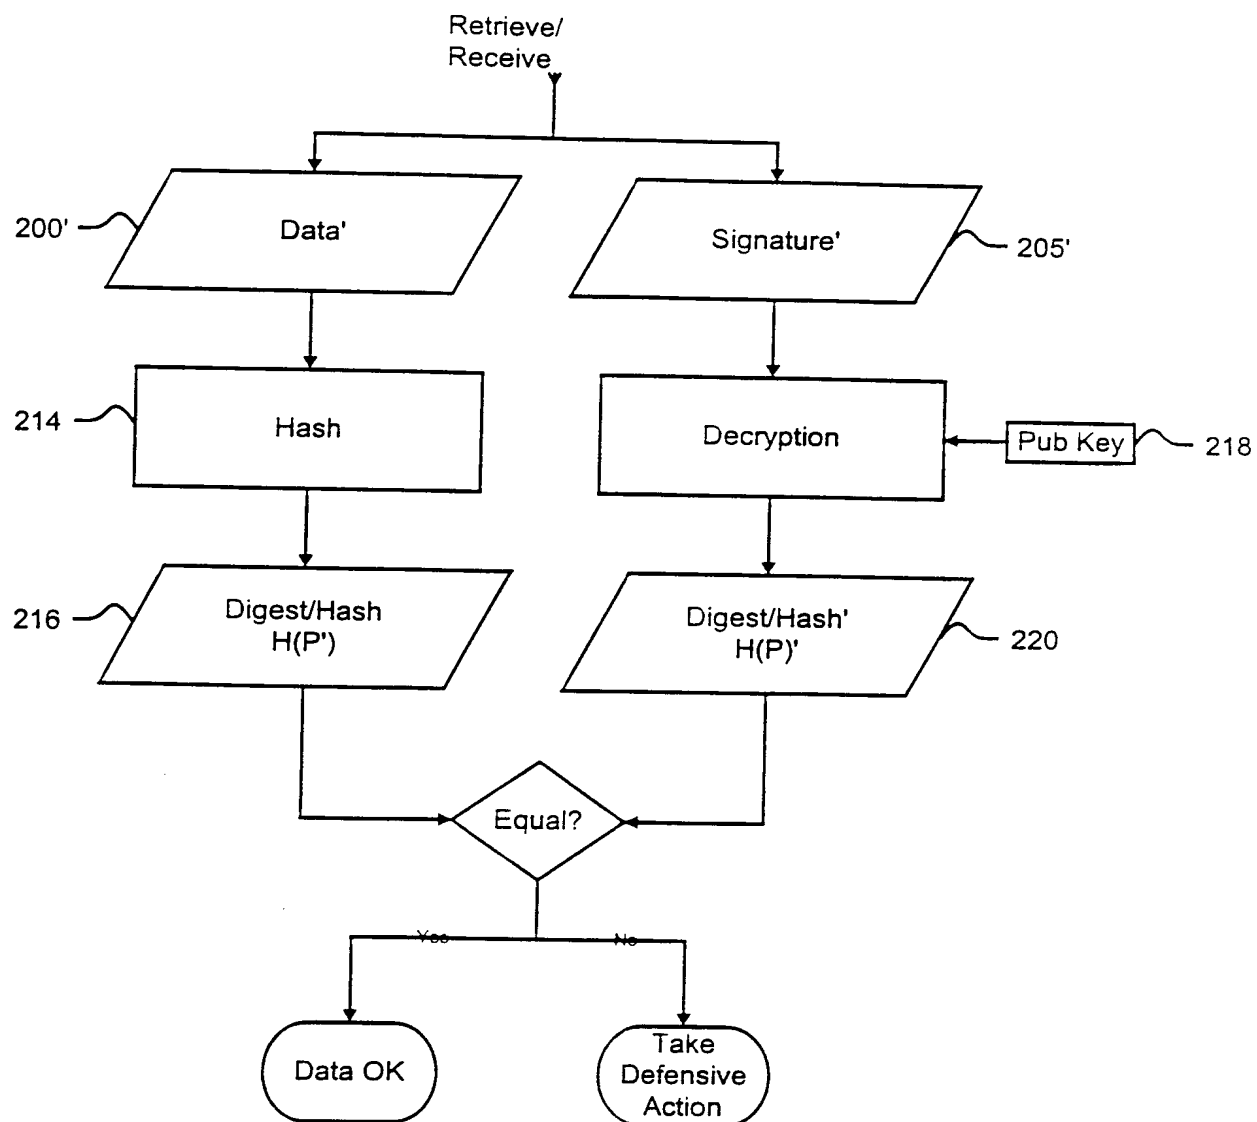 Retrieve/
Receive
200'
Data'
Signature'
205'
214
Hash
Decryption
Pub Key
218
216
Digest/Hash
H(P')
Digest/Hash'
H(P)'
220
Equal?
Yes
No
Data OK
Take
Defensive
Action